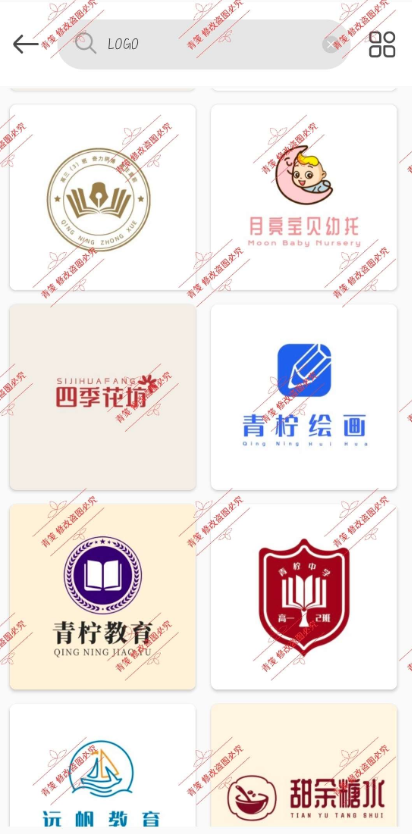 LOGO
QING NING ZHONG XUE
月亮宝贝幼托
Moon Baby Nursery
SIJIHUAFANG
四季花坊
青柠绘画
Qing Ning Hui Hua
青柠教育
QING NING JIAO YU
青柠中学
高一 2班
远帆教育
甜余糖水
TIAN YU TANG SHUI
青笺 修改盗图必究